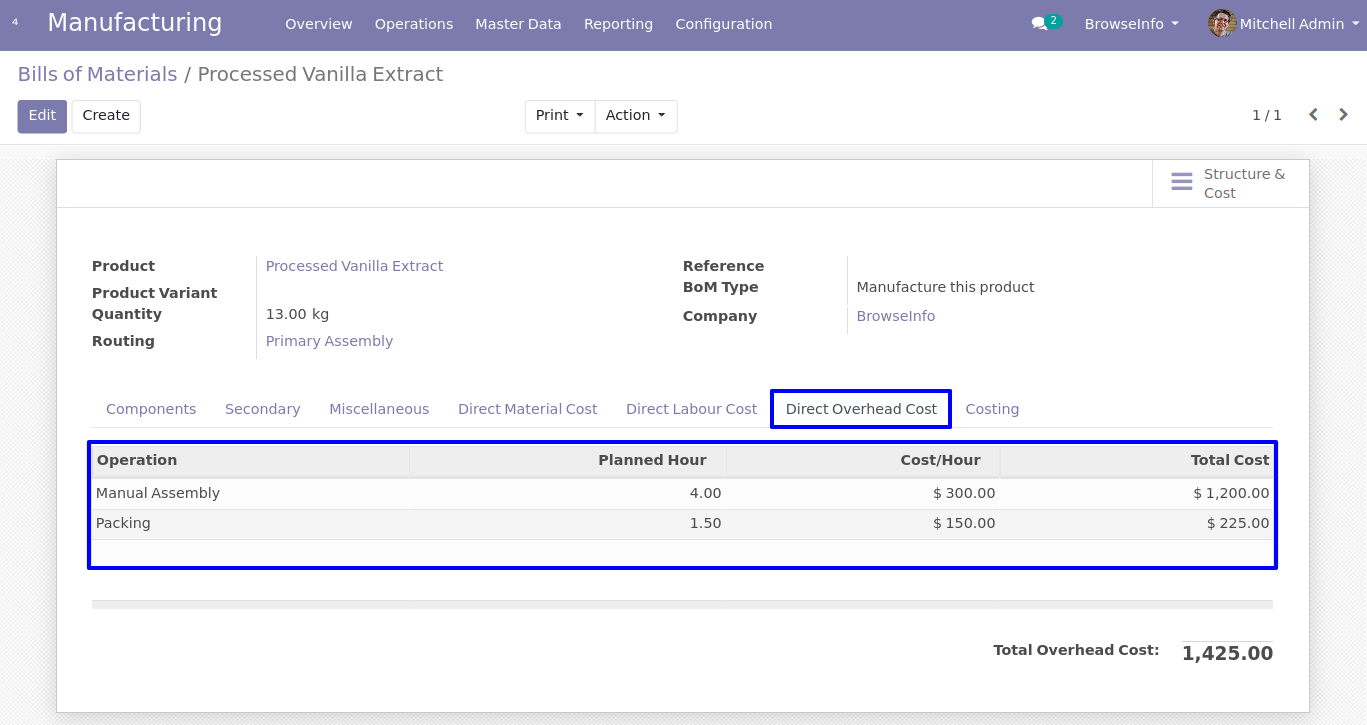 4 Manufacturing Overview Operations Master Data Reporting Configuration 2 BrowseInfo Mitchell Admin
Bills of Materials / Processed Vanilla Extract
Edit Create Print Action 1 / 1
Structure &
Cost
Product Processed Vanilla Extract
Product Variant
Quantity 13.00 kg
Routing Primary Assembly
Reference
BoM Type Manufacture this product
Company BrowseInfo
Components Secondary Miscellaneous Direct Material Cost Direct Labour Cost Direct Overhead Cost Costing
Operation Planned Hour Cost/Hour Total Cost
Manual Assembly 4.00 $ 300.00 $ 1,200.00
Packing 1.50 $ 150.00 $ 225.00
Total Overhead Cost: 1,425.00